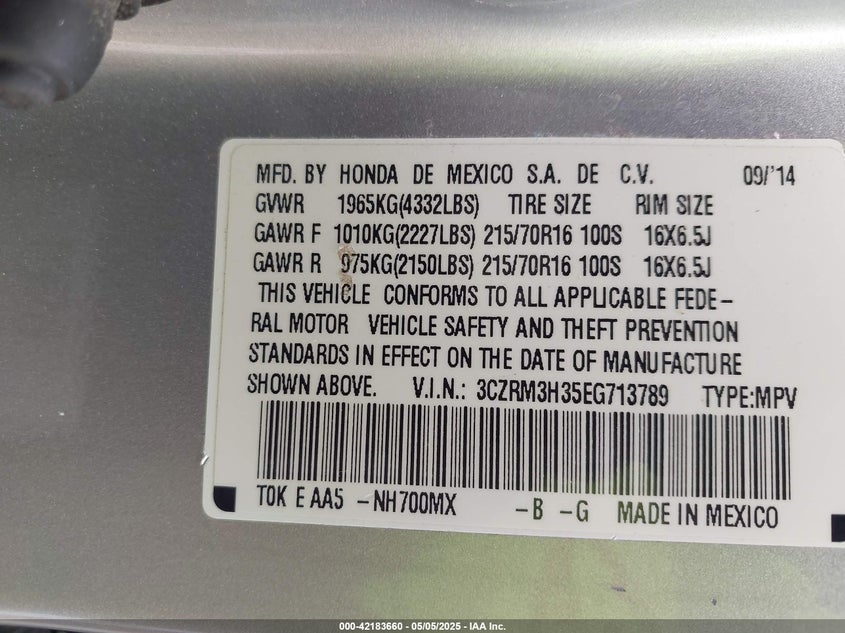 MFD. BY HONDA DE MEXICO S.A. DE C.V. 09/'14
GVWR 1965KG(4332LBS) TIRE SIZE RIM SIZE
GAWR F 1010KG(2227LBS) 215/70R16 100S 16X6.5J
GAWR R 975KG(2150LBS) 215/70R16 100S 16X6.5J
THIS VEHICLE CONFORMS TO ALL APPLICABLE FEDE-
RAL MOTOR VEHICLE SAFETY AND THEFT PREVENTION
STANDARDS IN EFFECT ON THE DATE OF MANUFACTURE
SHOWN ABOVE. V.I.N.: 3CZRM3H35EG713789 TYPE:MPV
T0K E AA5 -NH700MX -B -G MADE IN MEXICO
000-42183660 - 05/05/2025 - IAA Inc.